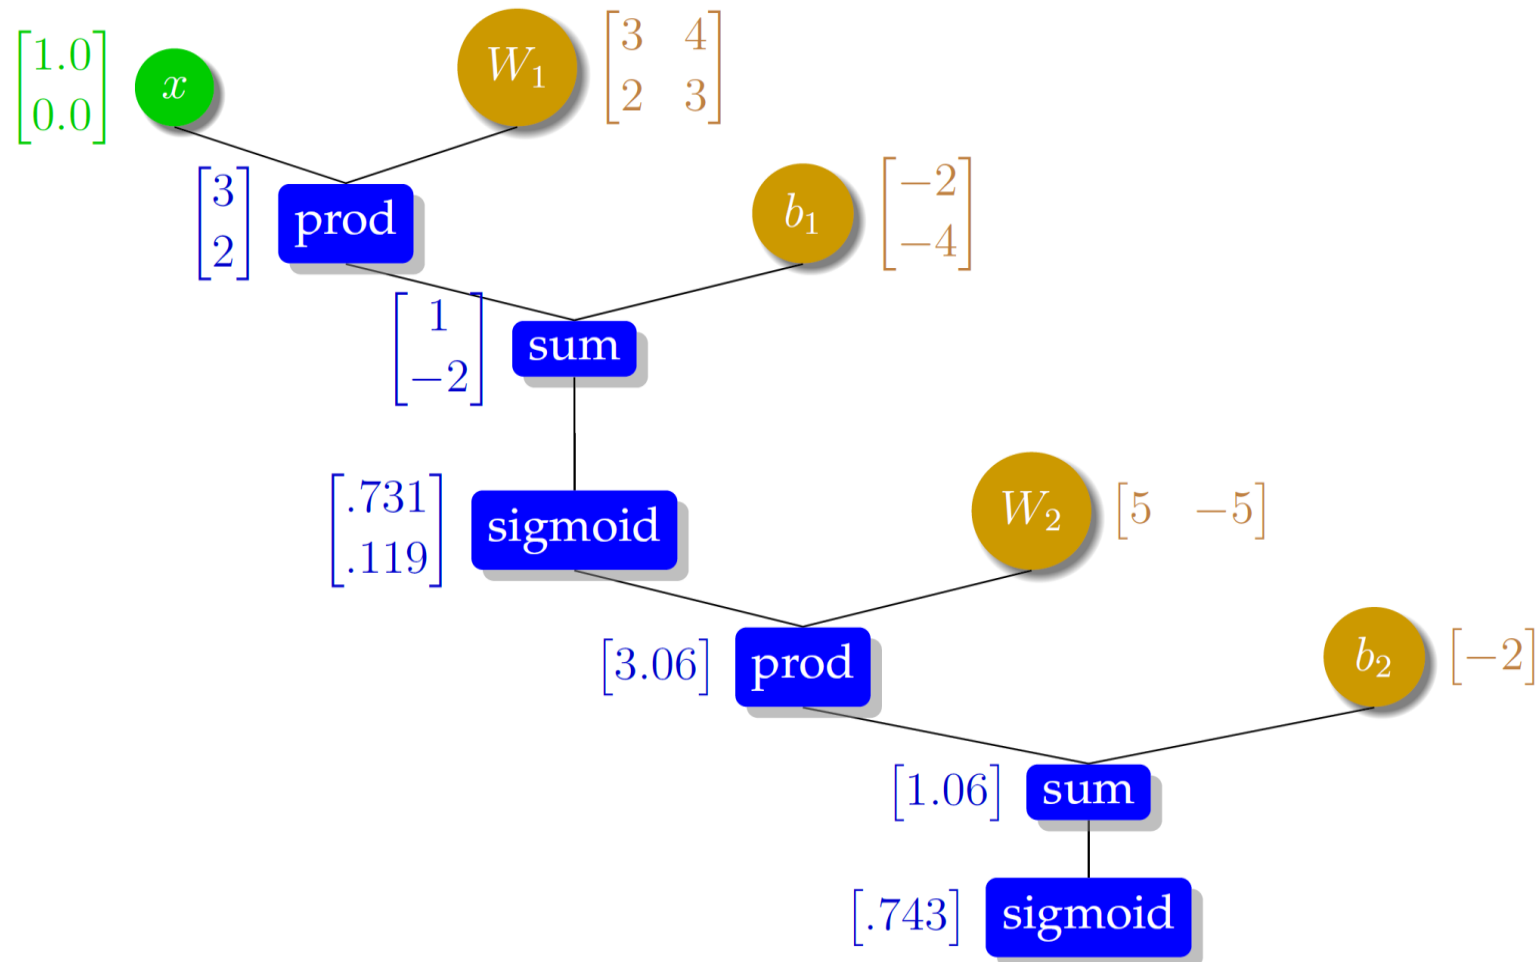 [1.0
0.0]
x
W₁
[3 4
2 3]
[3
2]
prod
b₁
[−2
−4]
[1
−2]
sum
[.731
.119]
sigmoid
W₂
[5 −5]
[3.06]
prod
b₂
[−2]
[1.06]
sum
[.743]
sigmoid